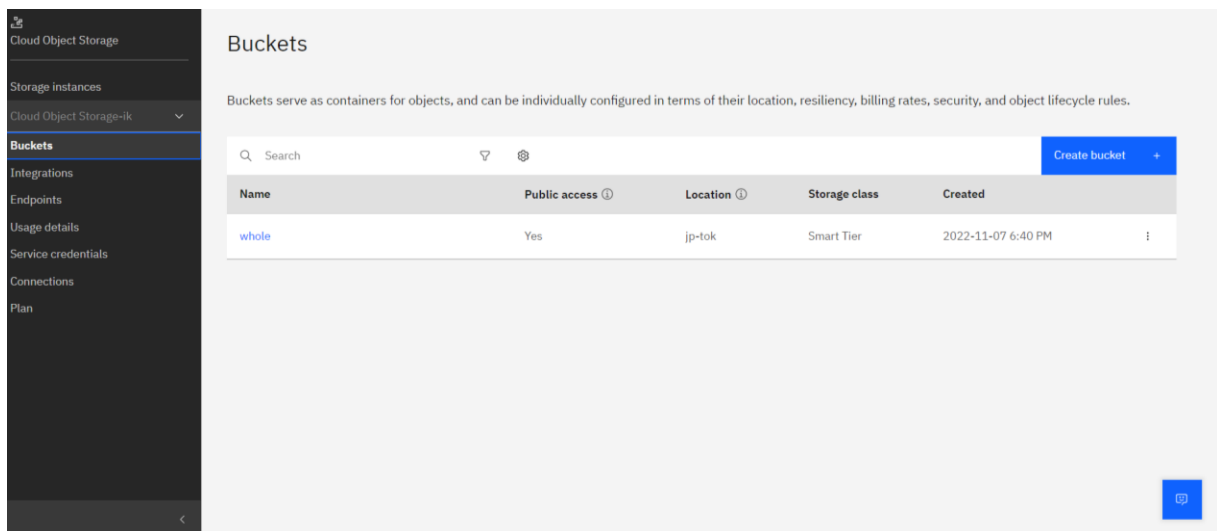 Cloud Object Storage
Storage instances
Cloud Object Storage-ik
Buckets
Integrations
Endpoints
Usage details
Service credentials
Connections
Plan
Buckets
Buckets serve as containers for objects, and can be individually configured in terms of their location, resiliency, billing rates, security, and object lifecycle rules.
Search
Create bucket +
Name Public access Location Storage class Created
whole Yes jp-tok Smart Tier 2022-11-07 6:40 PM